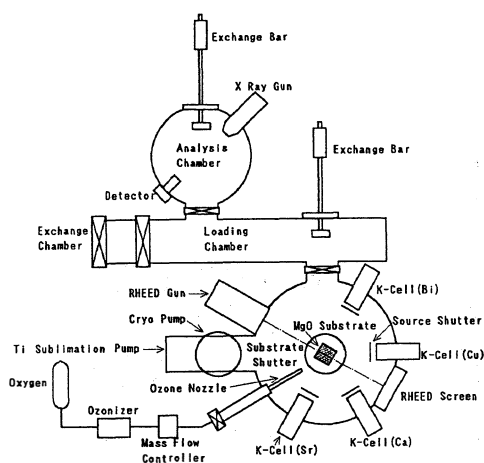 Exchange Bar
X Ray Gun
Analysis
Chamber
Exchange Bar
Detector
Exchange
Chamber
Loading
Chamber
RHEED Gun
K-Cell(Bi)
Cryo Pump
MgO Substrate
Source Shutter
Ti Sublimation Pump
Substrate
Shutter
K-Cell(Cu)
Oxygen
Ozone Nozzle
RHEED Screen
Ozonizer
Mass Flow
Controller
K-Cell(Sr)
K-Cell(Ca)